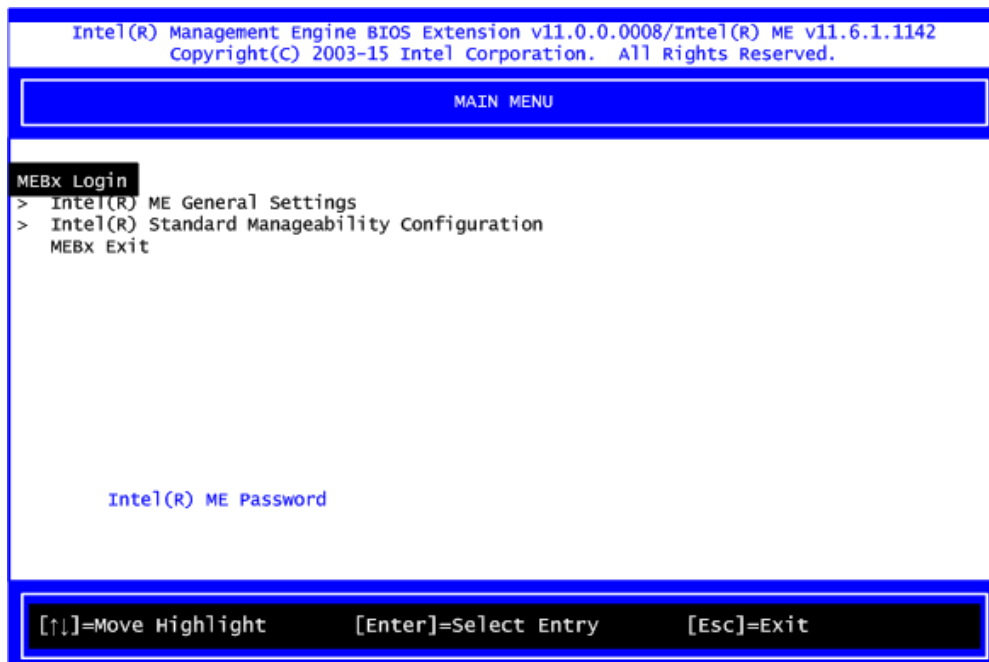 Intel(R) Management Engine BIOS Extension v11.0.0.0008/Intel(R) ME v11.6.1.1142
Copyright(C) 2003-15 Intel Corporation. All Rights Reserved.
MAIN MENU
MEBx Login
> Intel(R) ME General Settings
> Intel(R) Standard Manageability Configuration
MEBx Exit
Intel(R) ME Password
[↑↓]=Move Highlight [Enter]=Select Entry [Esc]=Exit